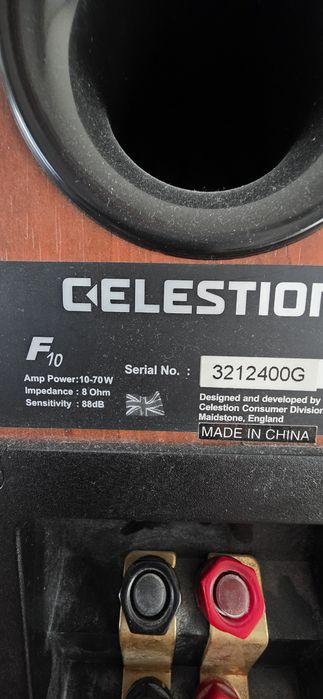 CELESTION
F10
Serial No. : 3212400G
Amp Power:10-70W
Impedance : 8 Ohm
Sensitivity : 88dB
Designed and developed by
Celestion Consumer Division
Maidstone, England
MADE IN CHINA